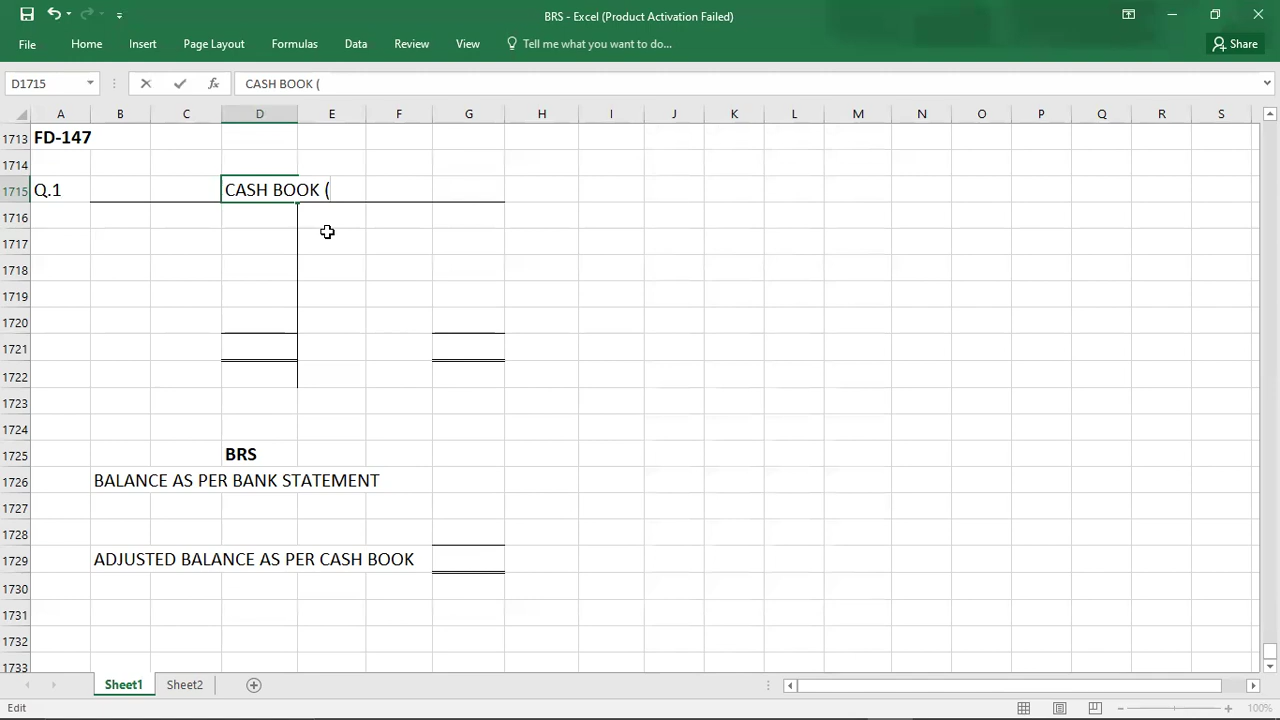 BRS - Excel (Product Activation Failed)
File Home Insert Page Layout Formulas Data Review View Tell me what you want to do... Share
D1715 fx CASH BOOK (
A B C D E F G H I J K L M N O P Q R S
1713 FD-147
1714
1715 Q.1 CASH BOOK (
1716
1717
1718
1719
1720
1721
1722
1723
1724
1725 BRS
1726 BALANCE AS PER BANK STATEMENT
1727
1728
1729 ADJUSTED BALANCE AS PER CASH BOOK
1730
1731
1732
1733
Sheet1 Sheet2
Edit 100%